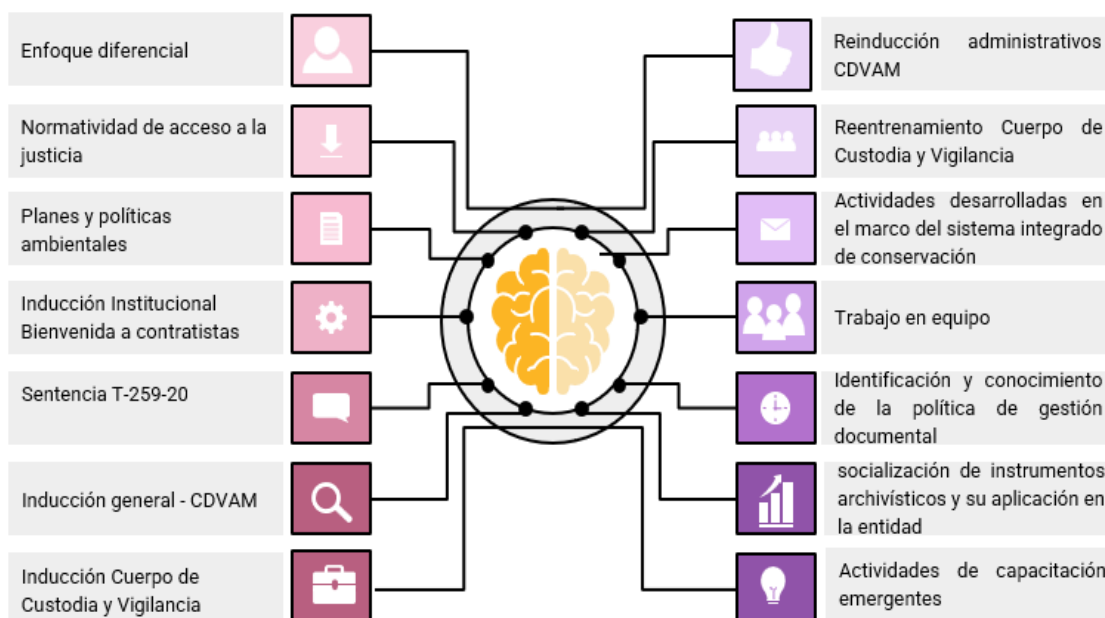 Enfoque diferencial
Normatividad de acceso a la
justicia
Planes y políticas
ambientales
Inducción Institucional
Bienvenida a contratistas
Sentencia T-259-20
Inducción general - CDVAM
Inducción Cuerpo de
Custodia y Vigilancia
Reinducción administrativos
CDVAM
Reentrenamiento Cuerpo de
Custodia y Vigilancia
Actividades desarrolladas en
el marco del sistema integrado
de conservación
Trabajo en equipo
Identificación y conocimiento
de la política de gestión
documental
socialización de instrumentos
archivísticos y su aplicación en
la entidad
Actividades de capacitación
emergentes